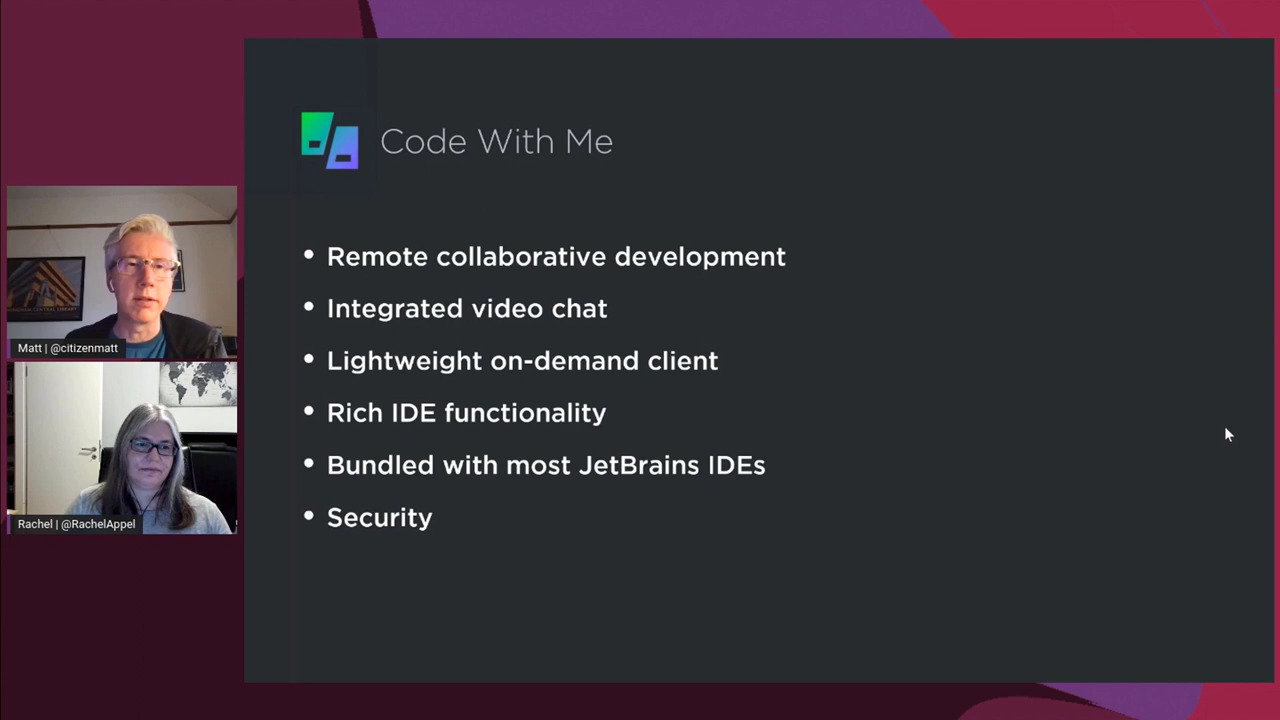 Code With Me
• Remote collaborative development
• Integrated video chat
• Lightweight on-demand client
• Rich IDE functionality
• Bundled with most JetBrains IDEs
• Security
Matt | @citizenmatt
Rachel | @RachelAppel